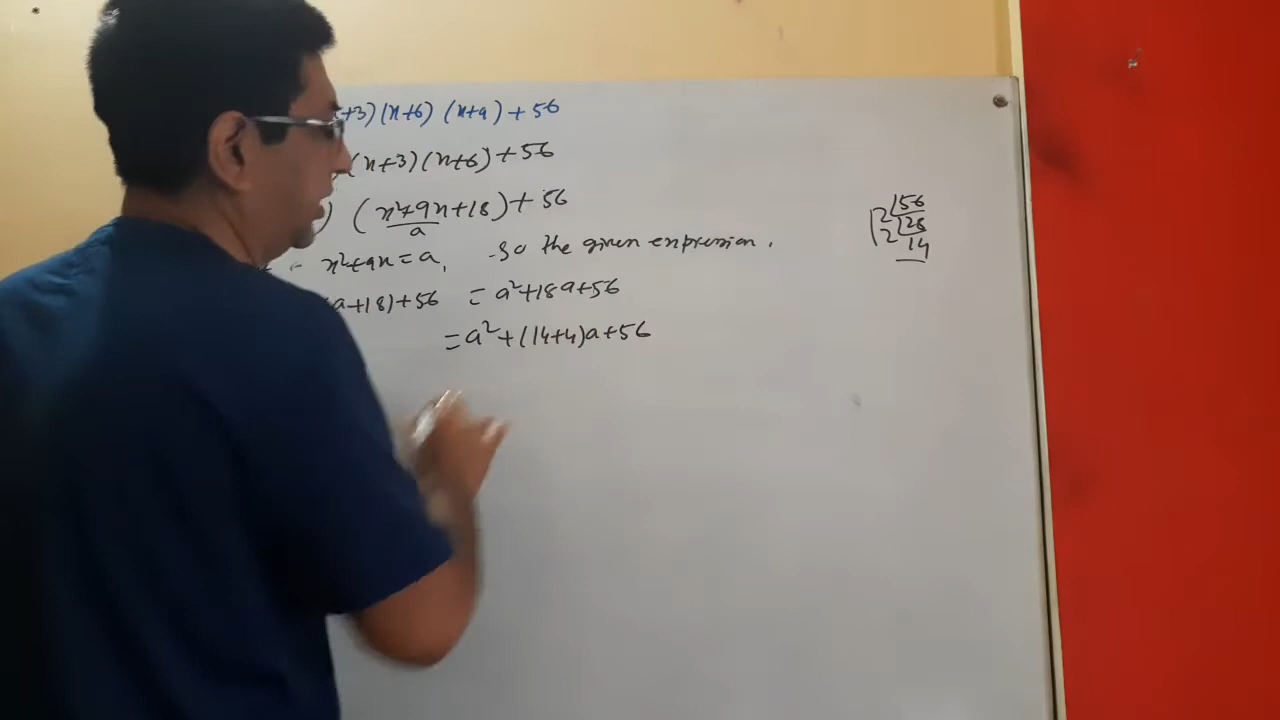 +3) (x+6) (x+9) + 56
(x+3) (x+6) + 56
) (x²+9x+18) + 56
a
x²+9x = a, So the given expression.
a+18)+56 = a²+18a+56
= a²+(14+4)a+56
2 56
2 28
14